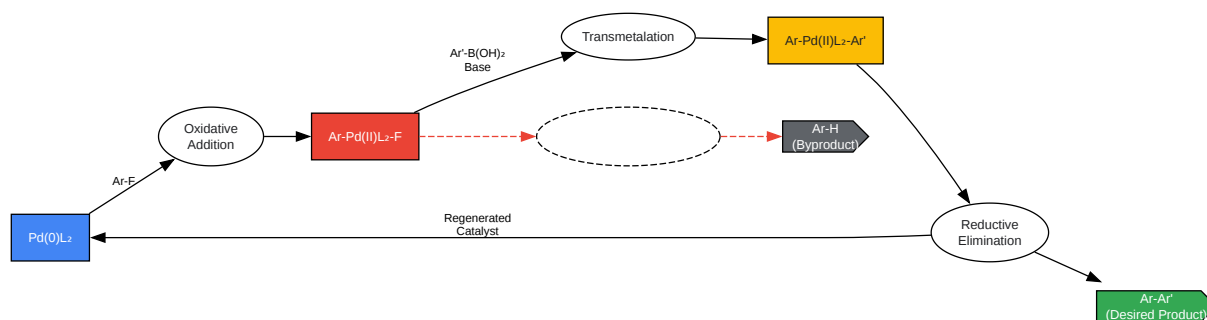 Pd(0)L₂
Ar-F
Oxidative
Addition
Ar-Pd(II)L₂-F
Ar'-B(OH)₂
Base
Transmetalation
Ar-Pd(II)L₂-Ar'
Ar-H
(Byproduct)
Reductive
Elimination
Regenerated
Catalyst
Ar-Ar'
(Desired Product)